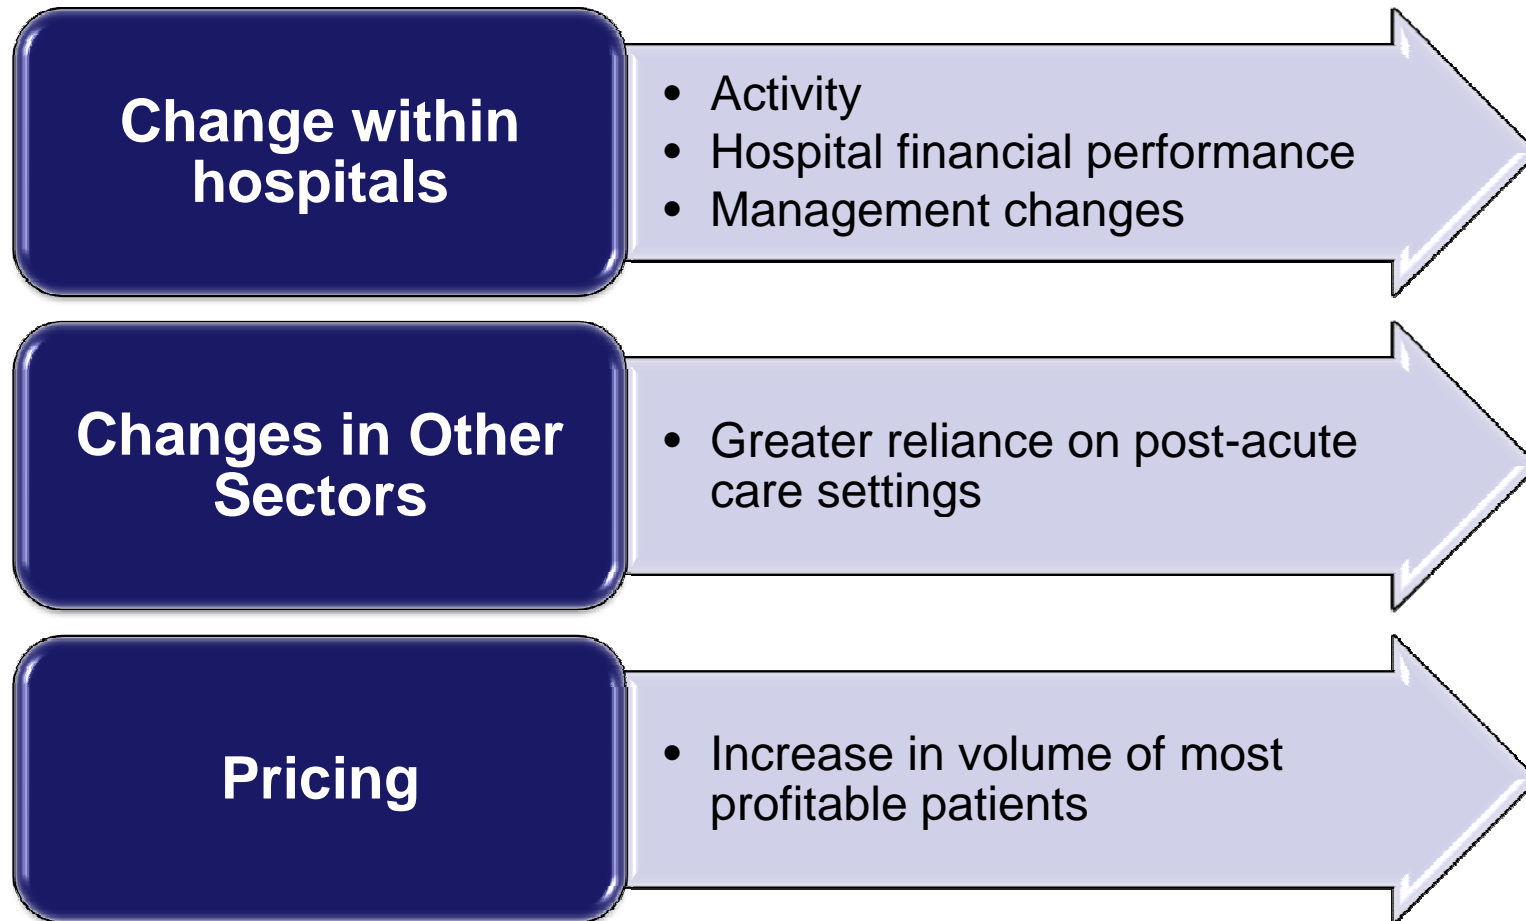 Change within
hospitals
• Activity
• Hospital financial performance
• Management changes
Changes in Other
Sectors
• Greater reliance on post-acute
care settings
Pricing
• Increase in volume of most
profitable patients